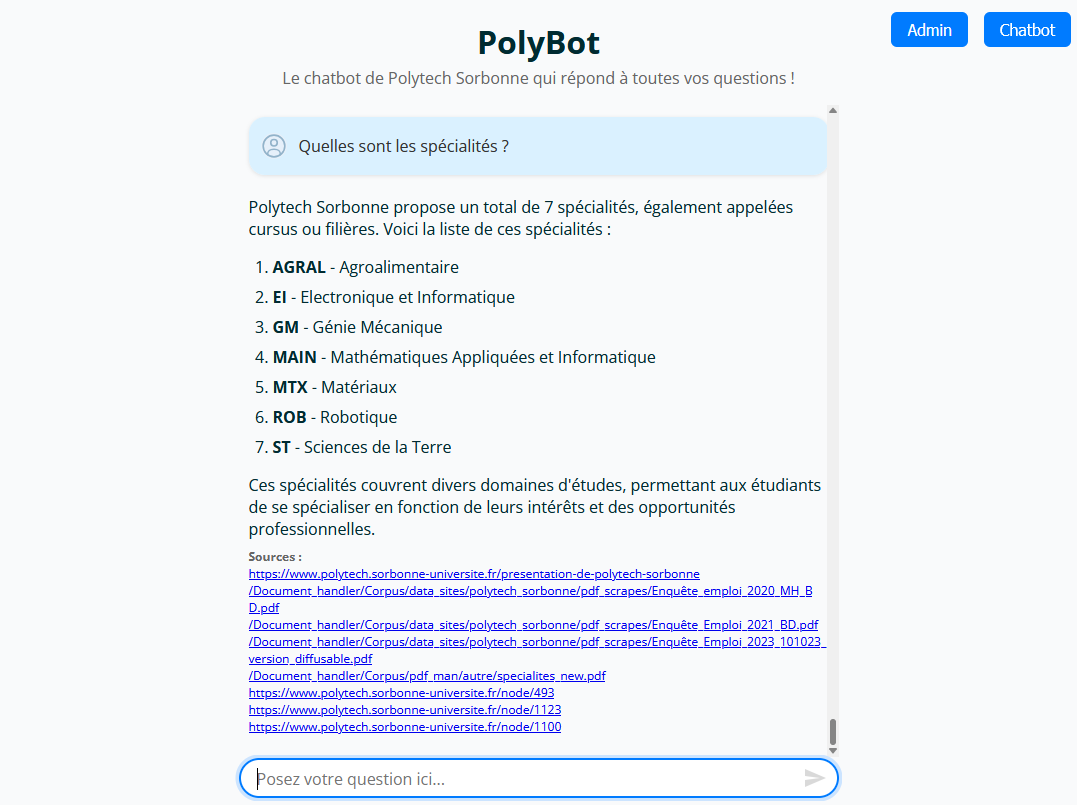 Admin
Chatbot
PolyBot
Le chatbot de Polytech Sorbonne qui répond à toutes vos questions !
Quelles sont les spécialités ?
Polytech Sorbonne propose un total de 7 spécialités, également appelées
cursus ou filières. Voici la liste de ces spécialités :
1. AGRAL - Agroalimentaire
2. EI - Electronique et Informatique
3. GM - Génie Mécanique
4. MAIN - Mathématiques Appliquées et Informatique
5. MTX - Matériaux
6. ROB - Robotique
7. ST - Sciences de la Terre
Ces spécialités couvrent divers domaines d'études, permettant aux étudiants
de se spécialiser en fonction de leurs intérêts et des opportunités
professionnelles.
Sources :
https://www.polytech.sorbonne-universite.fr/presentation-de-polytech-sorbonne
/Document_handler/Corpus/data_sites/polytech_sorbonne/pdf_scrapes/Enquête_emploi_2020_MH_B
D.pdf
/Document_handler/Corpus/data_sites/polytech_sorbonne/pdf_scrapes/Enquête_Emploi_2021_BD.pdf
/Document_handler/Corpus/data_sites/polytech_sorbonne/pdf_scrapes/Enquête_Emploi_2023_101023_
version_diffusable.pdf
/Document_handler/Corpus/pdf_man/autre/specialites_new.pdf
https://www.polytech.sorbonne-universite.fr/node/493
https://www.polytech.sorbonne-universite.fr/node/1123
https://www.polytech.sorbonne-universite.fr/node/1100
Posez votre question ici...